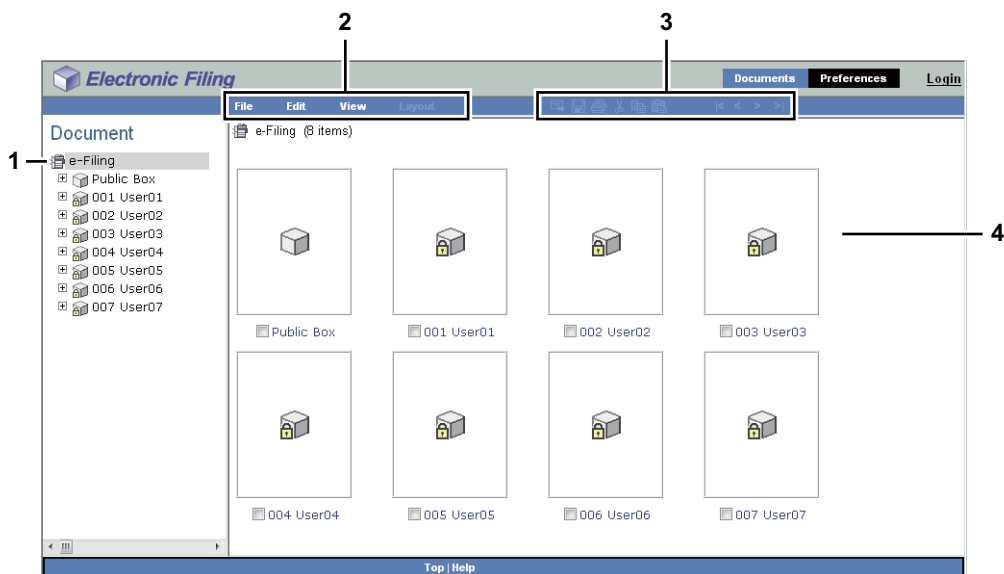 2 3
Electronic Filing Documents Preferences Login
File Edit View Layout |< < > >|
Document
e-Filing (8 items)
1
e-Filing
Public Box
001 User01
002 User02
003 User03
004 User04
005 User05
006 User06
007 User07
4
Public Box 001 User01 002 User02 003 User03
004 User04 005 User05 006 User06 007 User07
Top | Help